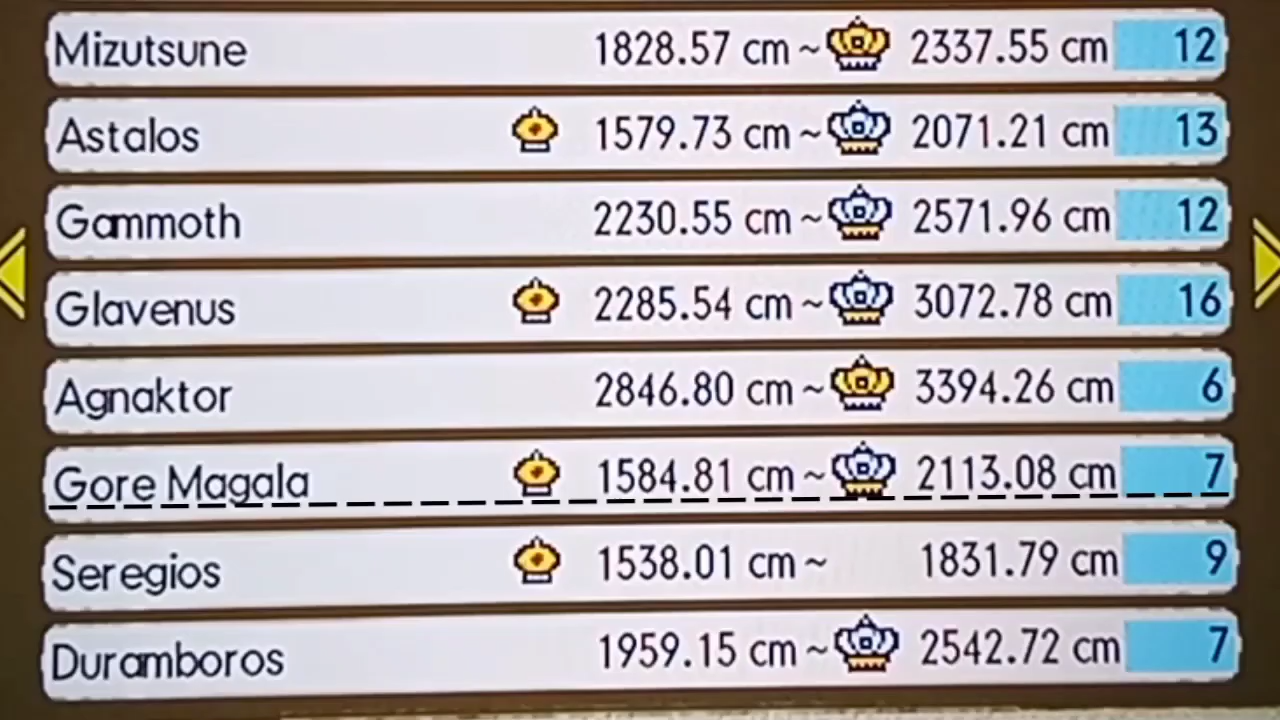 Mizutsune 1828.57 cm ~ 2337.55 cm 12
Astalos 1579.73 cm ~ 2071.21 cm 13
Gammoth 2230.55 cm ~ 2571.96 cm 12
Glavenus 2285.54 cm ~ 3072.78 cm 16
Agnaktor 2846.80 cm ~ 3394.26 cm 6
Gore Magala 1584.81 cm ~ 2113.08 cm 7
Seregios 1538.01 cm ~ 1831.79 cm 9
Duramboros 1959.15 cm ~ 2542.72 cm 7